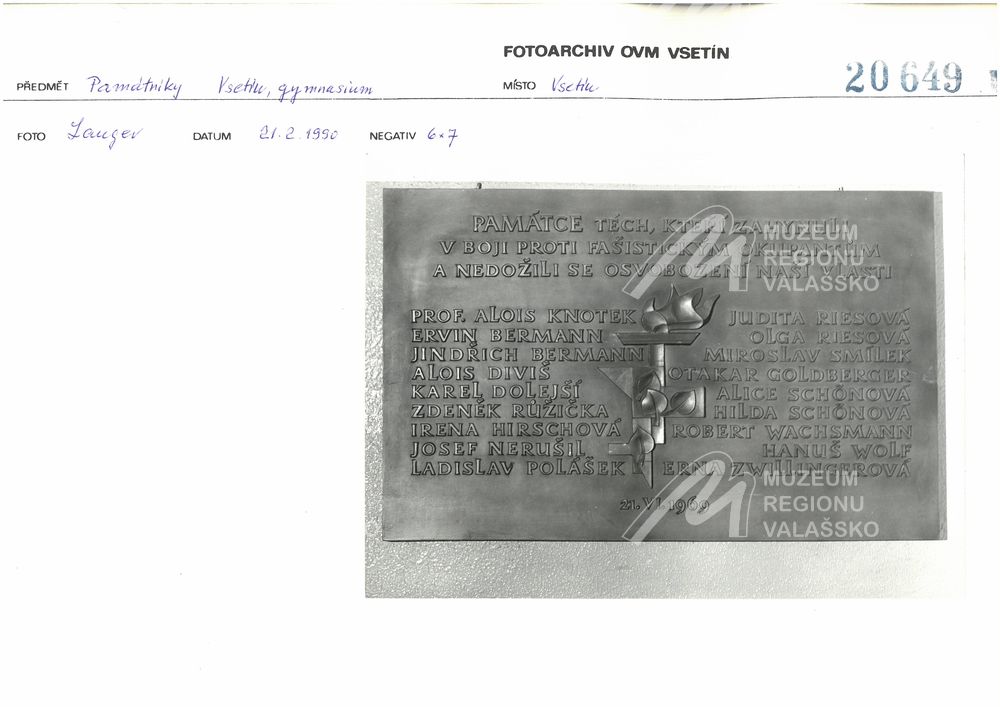 FOTOARCHIV OVM VSETÍN
PŘEDMĚT Památníky Vsetín, gymnasium MÍSTO Vsetín 20649
FOTO Langer DATUM 21.2.1990 NEGATIV 6×7
PAMÁTCE TĚCH, KTEŘÍ ZAHYNULI
V BOJI PROTI FAŠISTICKÝM OKUPANTŮM
A NEDOŽILI SE OSVOBOZENÍ NAŠÍ VLASTI
MUZEUM
REGIONU
VALAŠSKO
PROF. ALOIS KNOTEK
ERVIN BERMANN
JINDŘICH BERMANN
ALOIS DIVIŠ
KAREL DOLEJŠÍ
ZDENĚK RŮŽIČKA
IRENA HIRSCHOVÁ
JOSEF NERUŠIL
LADISLAV POLÁŠEK
JUDITA RIESOVÁ
OLGA RIESOVÁ
MIROSLAV SMILEK
OTAKAR GOLDBERGER
ALICE SCHÖNOVÁ
HILDA SCHÖNOVÁ
ROBERT WACHSMANN
HANUŠ WOLF
ERNA ZWILLINGEROVÁ
21. VI. 1969
MUZEUM
REGIONU
VALAŠSKO